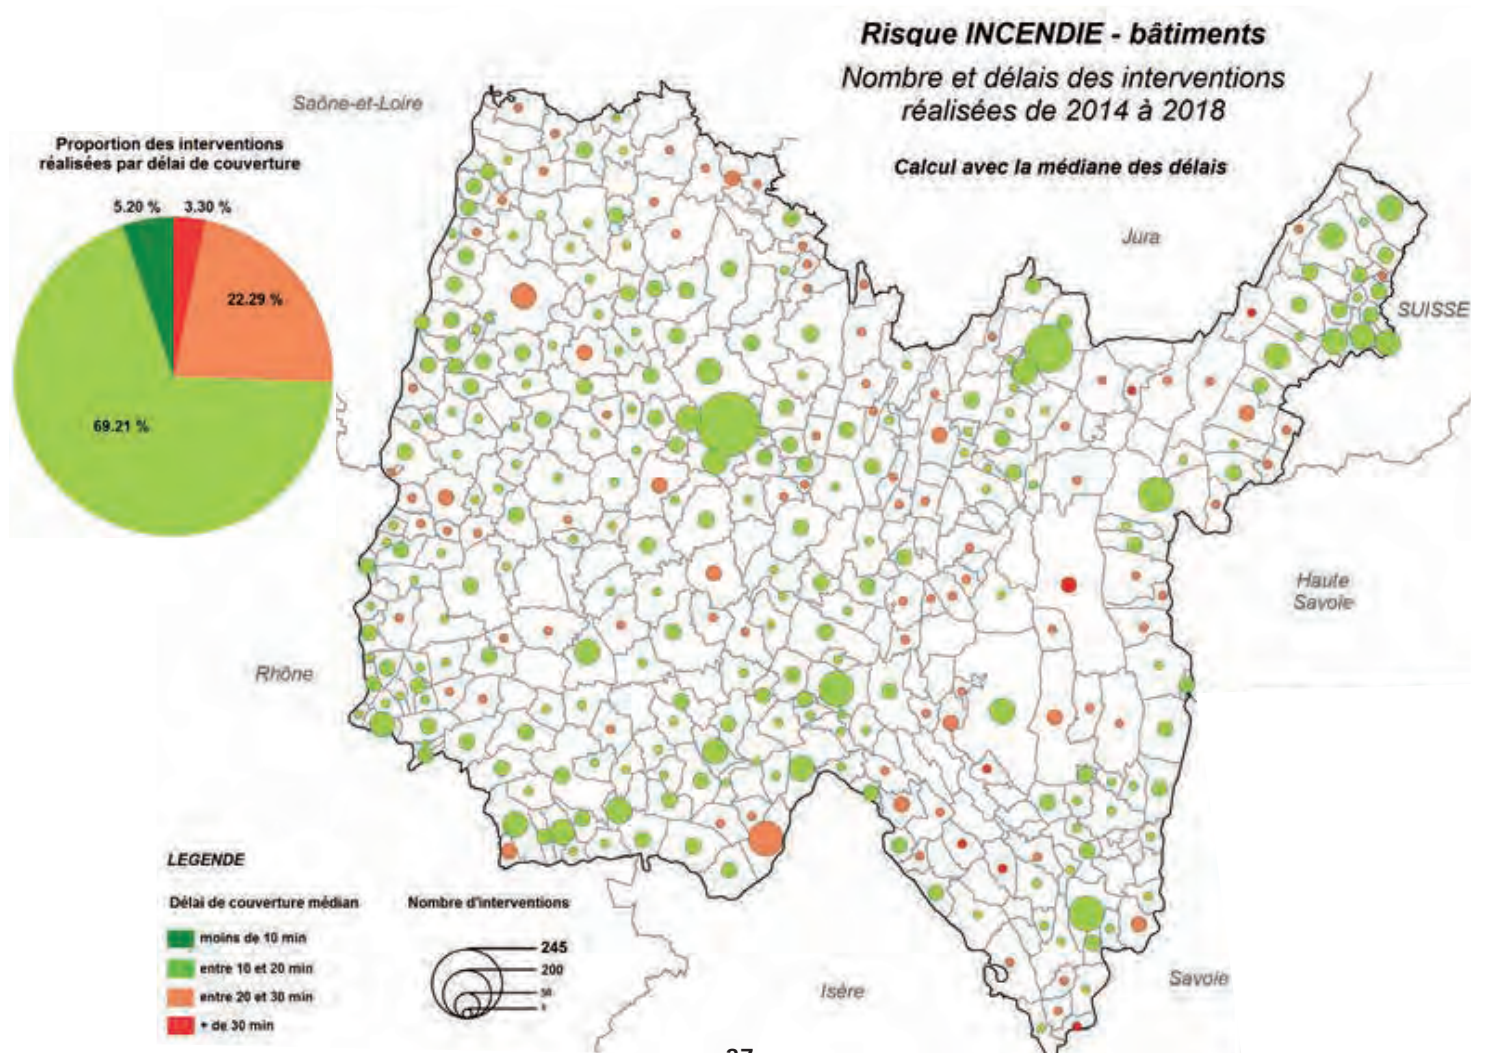 Risque INCENDIE - bâtiments
Nombre et délais des interventions
réalisées de 2014 à 2018
Calcul avec la médiane des délais
Saône-et-Loire
Proportion des interventions
réalisées par délai de couverture
5.20 %
3.30 %
22.29 %
69.21 %
Jura
SUISSE
Haute
Savoie
Rhône
Isère
Savoie
LEGENDE
Délai de couverture médian
moins de 10 min
entre 10 et 20 min
entre 20 et 30 min
+ de 30 min
Nombre d'interventions
245
200
50